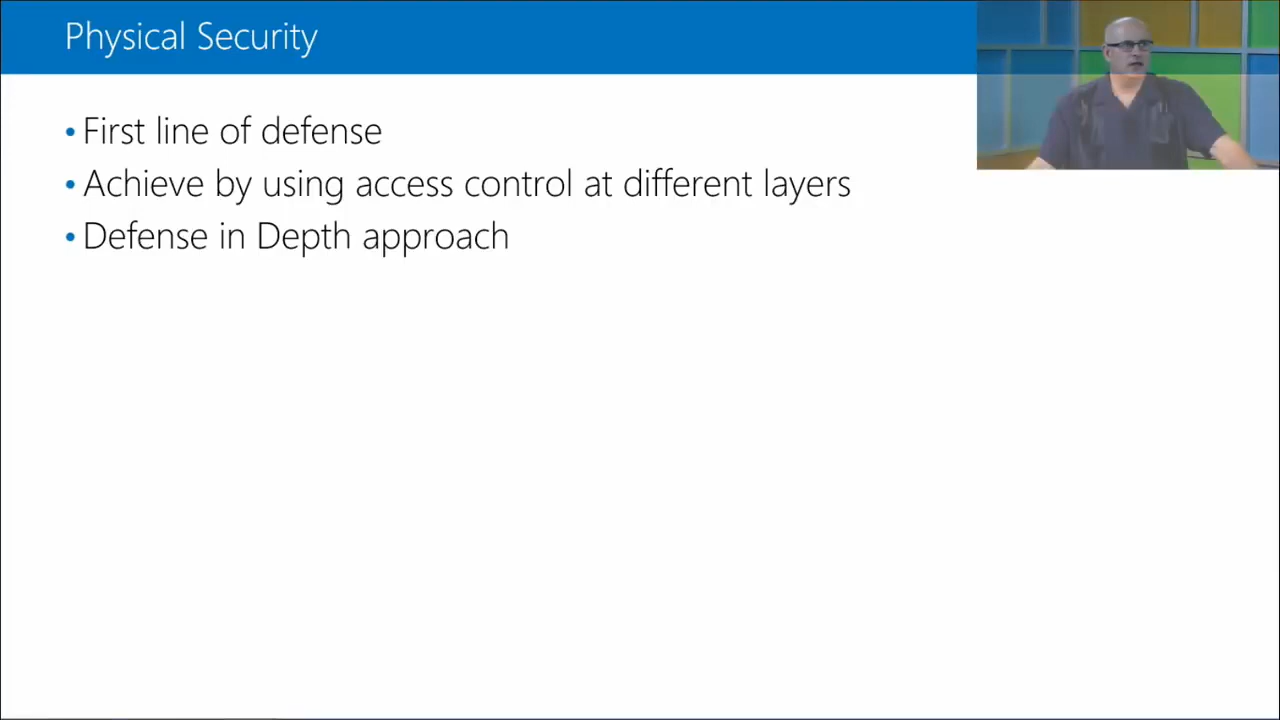 Physical Security
• First line of defense
• Achieve by using access control at different layers
• Defense in Depth approach